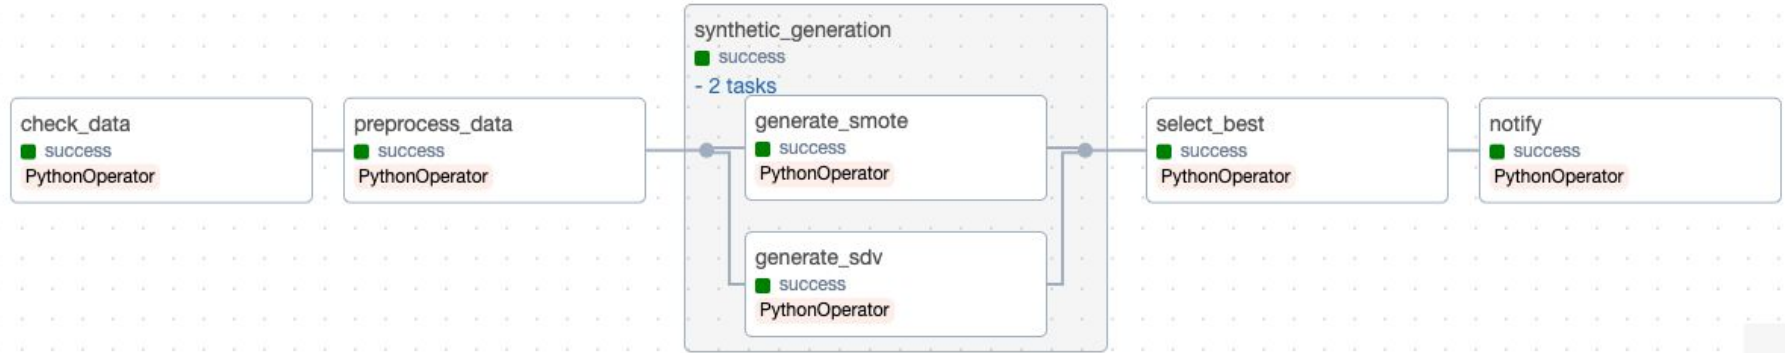 check_data
success
PythonOperator
preprocess_data
success
PythonOperator
synthetic_generation
success
- 2 tasks
generate_smote
success
PythonOperator
generate_sdv
success
PythonOperator
select_best
success
PythonOperator
notify
success
PythonOperator